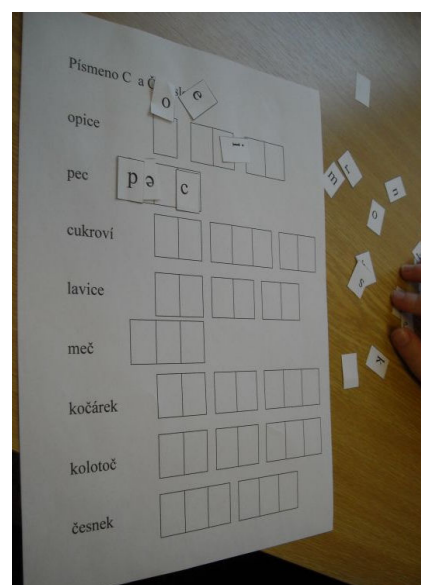 Písmeno C a Č
o e
opice
i
pec
p e c
m r
n
o
s
cukroví
lavice
meč
k
kočárek
kolotoč
česnek